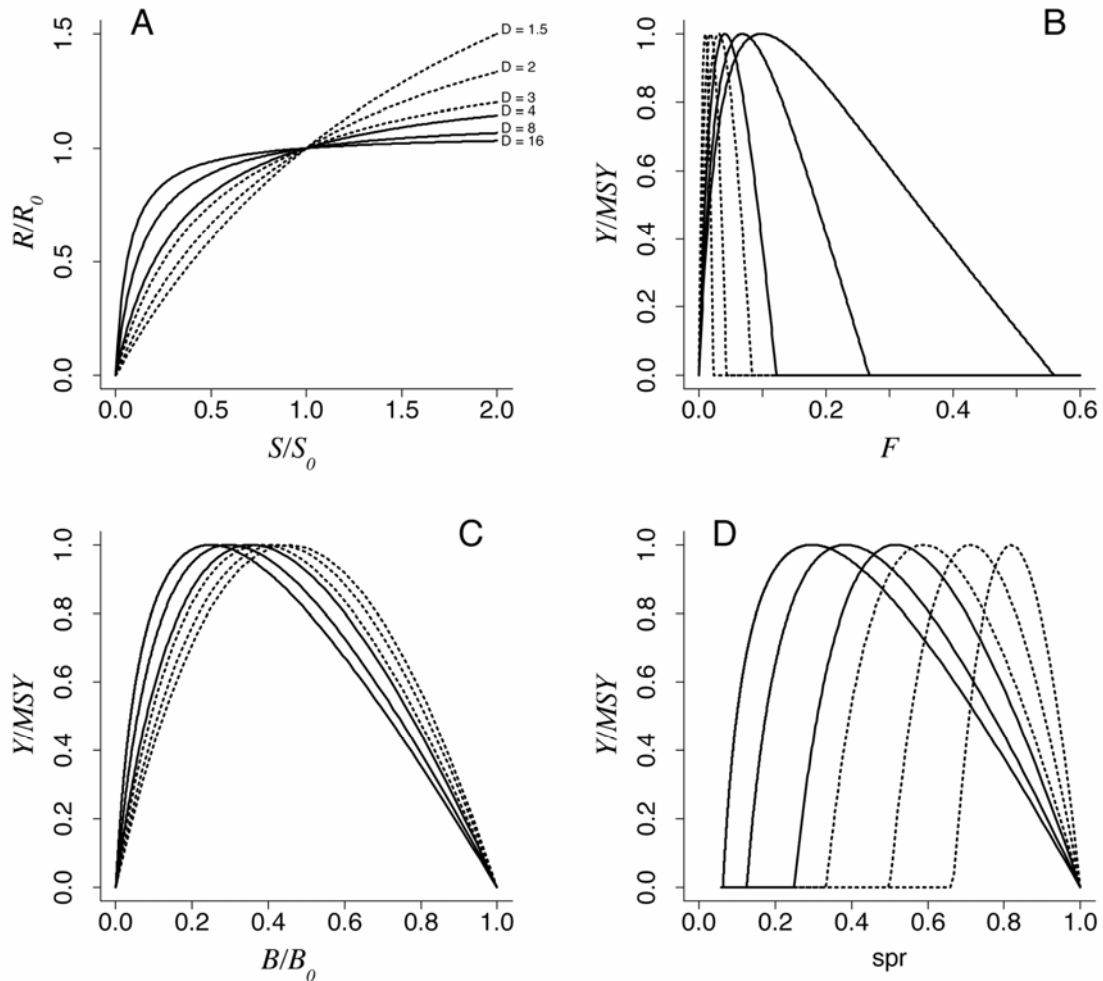 A
1.5
1.0
0.5
0.0
R/R0
D = 1.5
D = 2
D = 3
D = 4
D = 8
D = 16
0.0 0.5 1.0 1.5 2.0
S/S0
B
1.0
0.8
0.6
0.4
0.2
0.0
Y/MSY
0.0 0.2 0.4 0.6
F
C
1.0
0.8
0.6
0.4
0.2
0.0
Y/MSY
0.0 0.2 0.4 0.6 0.8 1.0
B/B0
D
1.0
0.8
0.6
0.4
0.2
0.0
Y/MSY
0.0 0.2 0.4 0.6 0.8 1.0
spr